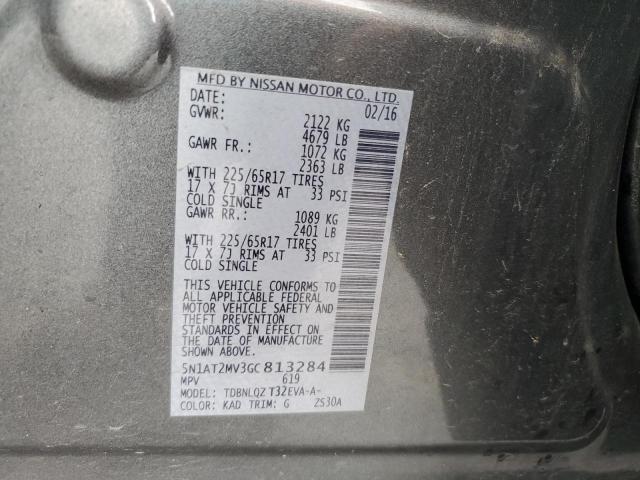 MFD BY NISSAN MOTOR CO., LTD.
DATE: 02/16
GVWR: 2122 KG
4679 LB
GAWR FR.: 1072 KG
2363 LB
WITH 225/65R17 TIRES
17 X 7J RIMS AT 33 PSI
COLD SINGLE
GAWR RR.: 1089 KG
2401 LB
WITH 225/65R17 TIRES
17 X 7J RIMS AT 33 PSI
COLD SINGLE
THIS VEHICLE CONFORMS TO
ALL APPLICABLE FEDERAL
MOTOR VEHICLE SAFETY AND
THEFT PREVENTION
STANDARDS IN EFFECT ON
THE DATE OF MANUFACTURE
SHOWN ABOVE.
5N1AT2MV3GC813284
MPV 619
MODEL: TDBNLQZ T32EVA-A-
COLOR: KAD TRIM: G ZS30A